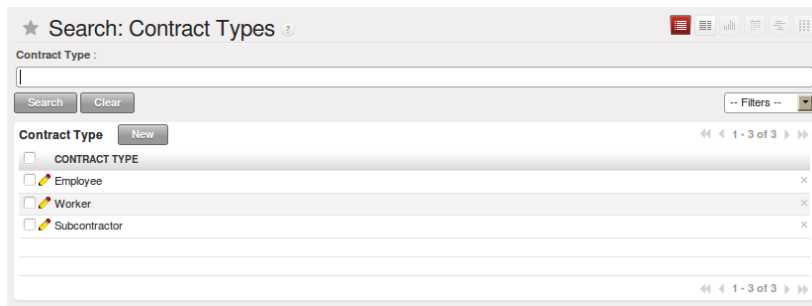 Search: Contract Types ?
Contract Type :
Search Clear
-- Filters --
Contract Type New 1 - 3 of 3
CONTRACT TYPE
Employee
Worker
Subcontractor
1 - 3 of 3